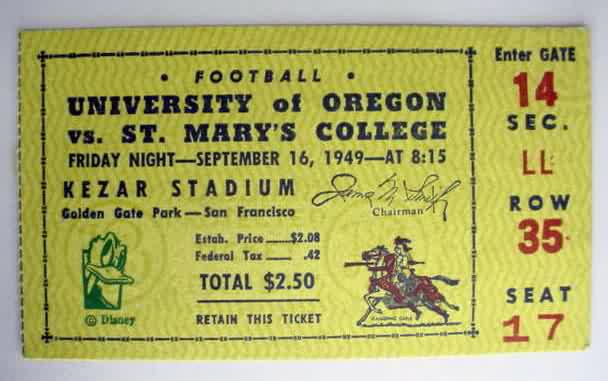 • FOOTBALL •
UNIVERSITY of OREGON
vs. ST. MARY'S COLLEGE
FRIDAY NIGHT—SEPTEMBER 16, 1949—AT 8:15
KEZAR STADIUM
Golden Gate Park—San Francisco
Chairman
Estab. Price......$2.08
Federal Tax .... .42
TOTAL $2.50
RETAIN THIS TICKET
© Disney
Enter GATE
14
SEC.
LL
ROW
35
SEAT
17